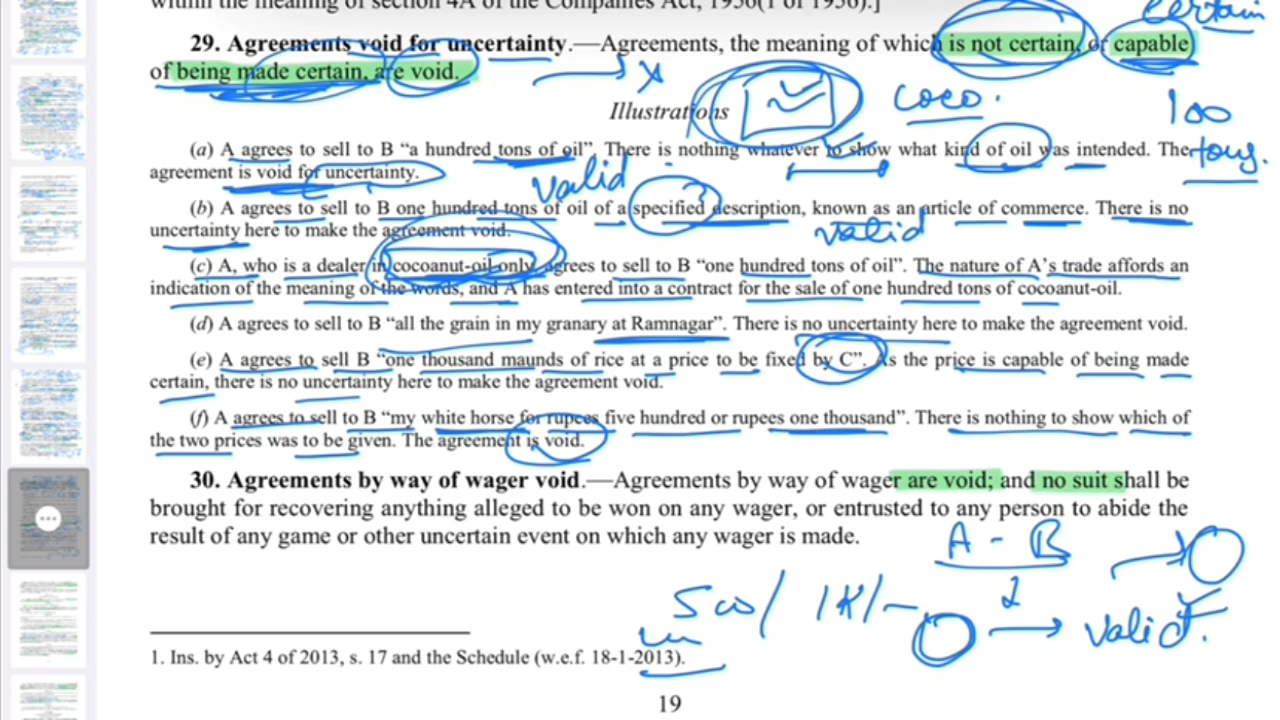 within the meaning of section 4A of the Companies Act, 1956(1 of 1956).]
certain
29. Agreements void for uncertainty.—Agreements, the meaning of which is not certain, or capable
of being made certain, are void.
x
Illustrations
coco.
100
tons.
(a) A agrees to sell to B “a hundred tons of oil”. There is nothing whatever to show what kind of oil was intended. The
agreement is void for uncertainty.
valid
(b) A agrees to sell to B one hundred tons of oil of a specified description, known as an article of commerce. There is no
uncertainty here to make the agreement void.
valid
(c) A, who is a dealer in cocoanut-oil only, agrees to sell to B “one hundred tons of oil”. The nature of A’s trade affords an
indication of the meaning of the words, and A has entered into a contract for the sale of one hundred tons of cocoanut-oil.
(d) A agrees to sell to B “all the grain in my granary at Ramnagar”. There is no uncertainty here to make the agreement void.
(e) A agrees to sell B “one thousand maunds of rice at a price to be fixed by C”. As the price is capable of being made
certain, there is no uncertainty here to make the agreement void.
(f) A agrees to sell to B “my white horse for rupees five hundred or rupees one thousand”. There is nothing to show which of
the two prices was to be given. The agreement is void.
30. Agreements by way of wager void.—Agreements by way of wager are void; and no suit shall be
brought for recovering anything alleged to be won on any wager, or entrusted to any person to abide the
result of any game or other uncertain event on which any wager is made.
A - B
500/ 1K/-
valid.
1. Ins. by Act 4 of 2013, s. 17 and the Schedule (w.e.f. 18-1-2013).
19